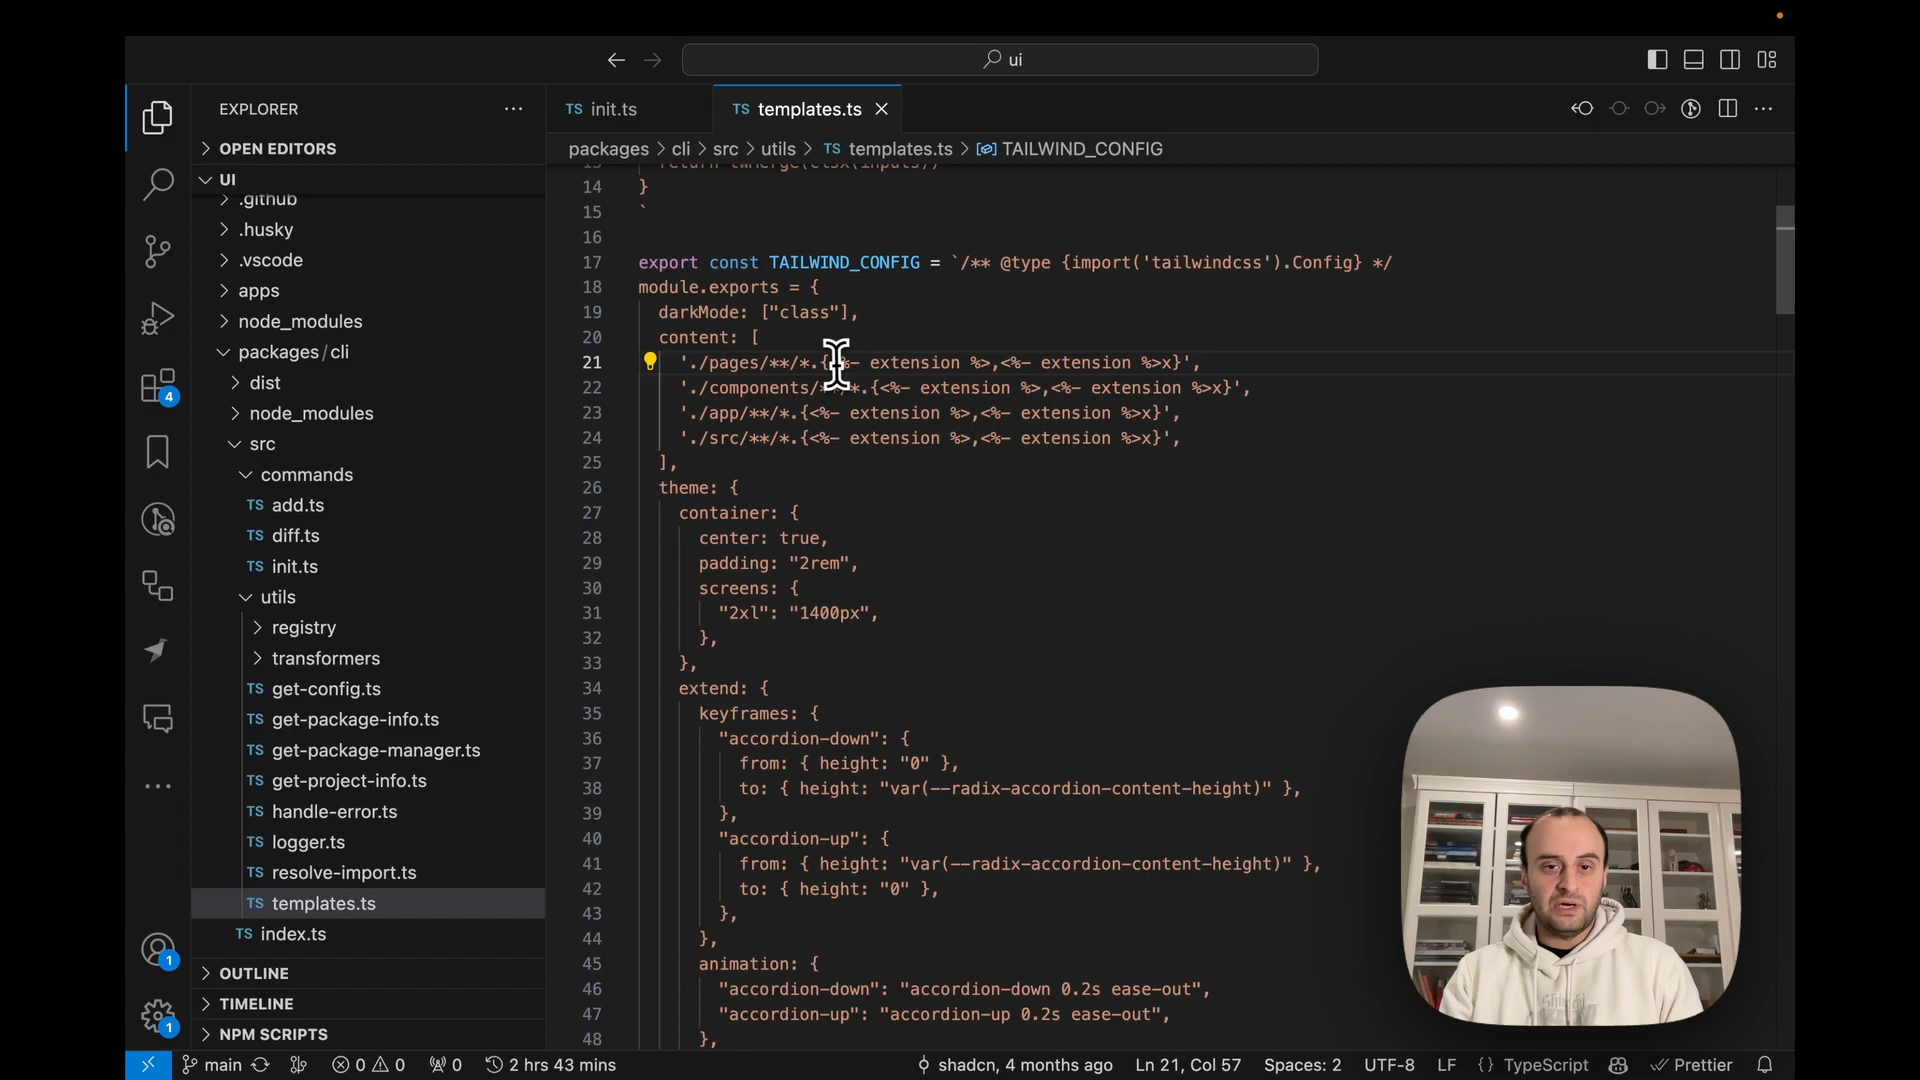 ui
EXPLORER
OPEN EDITORS
UI
.github
.husky
.vscode
apps
node_modules
packages/cli
dist
node_modules
src
commands
TS add.ts
TS diff.ts
TS init.ts
utils
registry
transformers
TS get-config.ts
TS get-package-info.ts
TS get-package-manager.ts
TS get-project-info.ts
TS handle-error.ts
TS logger.ts
TS resolve-import.ts
TS templates.ts
TS index.ts
OUTLINE
TIMELINE
NPM SCRIPTS
4
1
1
TS init.ts
TS templates.ts
packages > cli > src > utils > TS templates.ts > TAILWIND_CONFIG
13 return twMerge(clsx(inputs))
14 }
15 `
16
17 export const TAILWIND_CONFIG = `/** @type {import('tailwindcss').Config} */
18 module.exports = {
19 darkMode: ["class"],
20 content: [
21 './pages/**/*.{<%- extension %>,<%- extension %>x}',
22 './components/**/*.{<%- extension %>,<%- extension %>x}',
23 './app/**/*.{<%- extension %>,<%- extension %>x}',
24 './src/**/*.{<%- extension %>,<%- extension %>x}',
25 ],
26 theme: {
27 container: {
28 center: true,
29 padding: "2rem",
30 screens: {
31 "2xl": "1400px",
32 },
33 },
34 extend: {
35 keyframes: {
36 "accordion-down": {
37 from: { height: "0" },
38 to: { height: "var(--radix-accordion-content-height)" },
39 },
40 "accordion-up": {
41 from: { height: "var(--radix-accordion-content-height)" },
42 to: { height: "0" },
43 },
44 },
45 animation: {
46 "accordion-down": "accordion-down 0.2s ease-out",
47 "accordion-up": "accordion-up 0.2s ease-out",
48 },
main 0 0 0 2 hrs 43 mins shadcn, 4 months ago Ln 21, Col 57 Spaces: 2 UTF-8 LF {} TypeScript Prettier